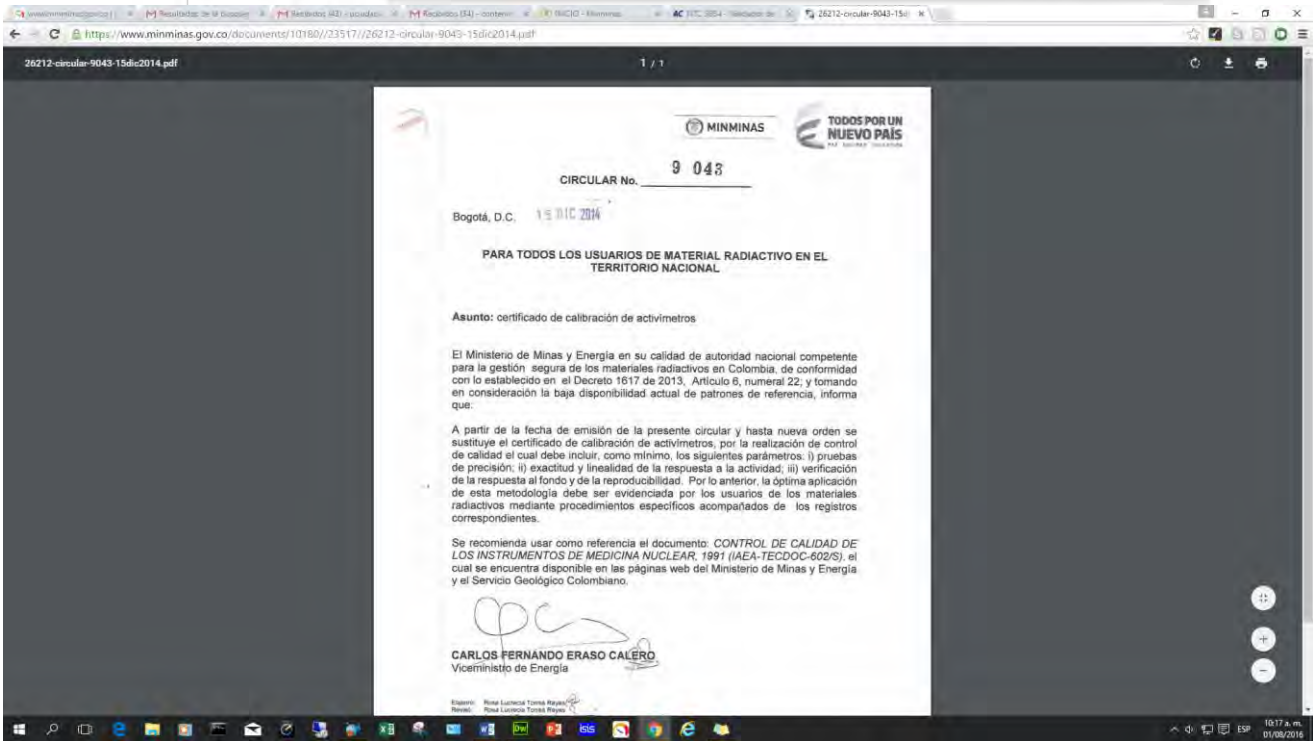 https://www.minminas.gov.co/documents/10180//23517//26212-circular-9043-15dic2014.pdf
26212-circular-9043-15dic2014.pdf
1 / 1
MINMINAS
TODOS POR UN
NUEVO PAÍS
CIRCULAR No. 9 043
Bogotá, D.C. 15 DIC 2014
PARA TODOS LOS USUARIOS DE MATERIAL RADIACTIVO EN EL
TERRITORIO NACIONAL
Asunto: certificado de calibración de activímetros
El Ministerio de Minas y Energía en su calidad de autoridad nacional competente
para la gestión segura de los materiales radiactivos en Colombia, de conformidad
con lo establecido en el Decreto 1617 de 2013, Artículo 6, numeral 22; y tomando
en consideración la baja disponibilidad actual de patrones de referencia, informa
que:
A partir de la fecha de emisión de la presente circular y hasta nueva orden se
sustituye el certificado de calibración de activímetros, por la realización de control
de calidad el cual debe incluir, como mínimo, los siguientes parámetros: i) pruebas
de precisión; ii) exactitud y linealidad de la respuesta a la actividad; iii) verificación
de la respuesta al fondo y de la reproducibilidad. Por lo anterior, la óptima aplicación
de esta metodología debe ser evidenciada por los usuarios de los materiales
radiactivos mediante procedimientos específicos acompañados de los registros
correspondientes.
Se recomienda usar como referencia el documento: CONTROL DE CALIDAD DE
LOS INSTRUMENTOS DE MEDICINA NUCLEAR, 1991 (IAEA-TECDOC-602/S), el
cual se encuentra disponible en las páginas web del Ministerio de Minas y Energía
y el Servicio Geológico Colombiano.
CARLOS FERNANDO ERASO CALERO
Viceministro de Energía
Rosa Lucrecia Torres Reyes
Rosa Lucrecia Torres Reyes
ESP
10:17 a. m.
01/08/2016